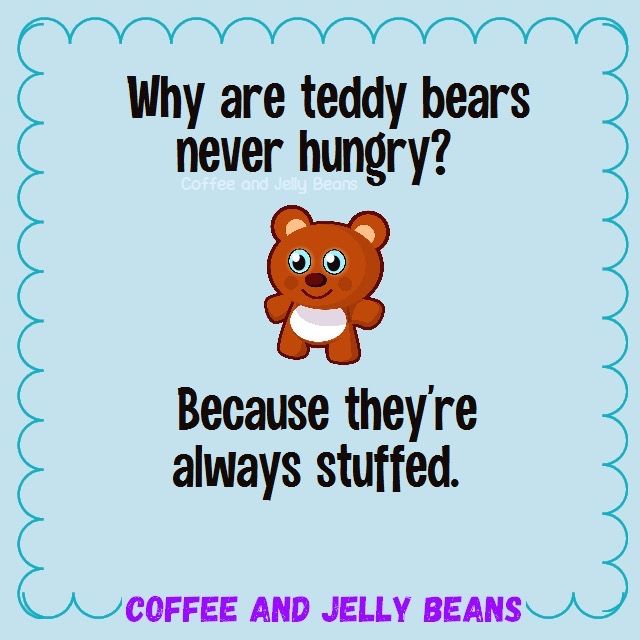 Why are teddy bears
never hungry?
Coffee and Jelly Beans
Because they're
always stuffed.
COFFEE AND JELLY BEANS